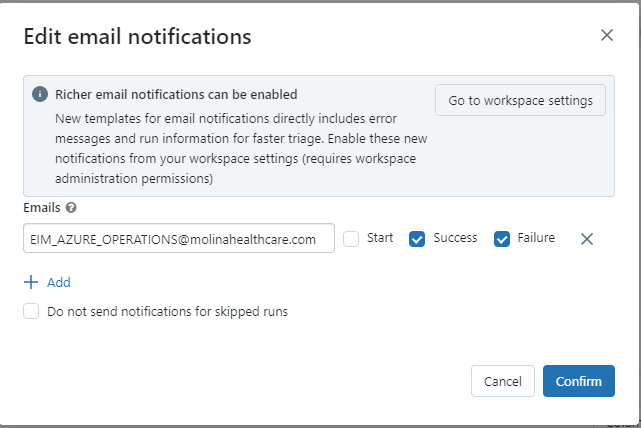 Edit email notifications
Richer email notifications can be enabled
Go to workspace settings
New templates for email notifications directly includes error
messages and run information for faster triage. Enable these new
notifications from your workspace settings (requires workspace
administration permissions)
Emails
EIM_AZURE_OPERATIONS@molinahealthcare.com Start Success Failure
Add
Do not send notifications for skipped runs
Cancel Confirm